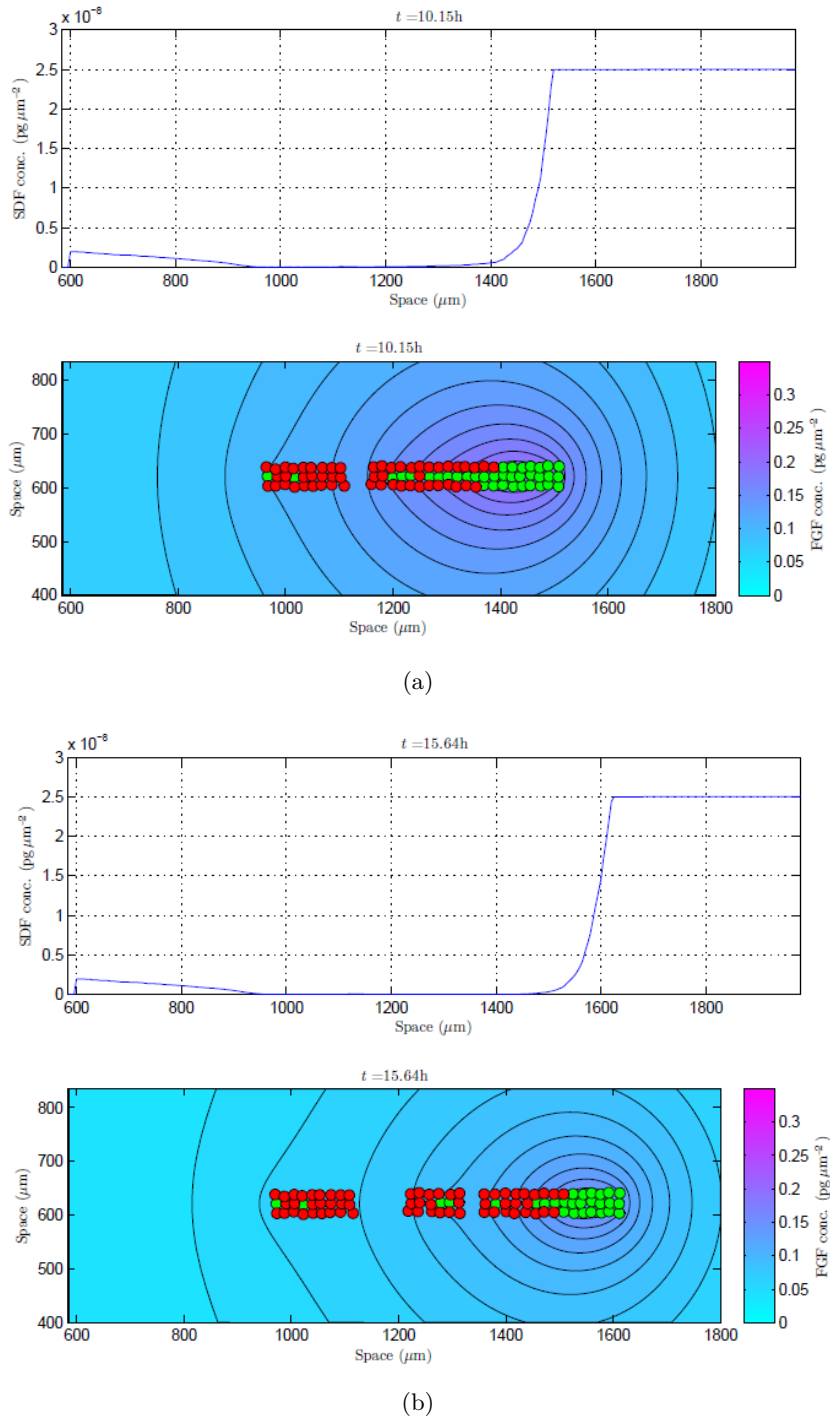 x 10⁻⁸
t =10.15h
SDF conc. (pg μm⁻²)
3
2.5
2
1.5
1
0.5
0
600 800 1000 1200 1400 1600 1800
Space (μm)
t =10.15h
Space (μm)
800
700
600
500
400
600 800 1000 1200 1400 1600 1800
Space (μm)
0.3
0.25
0.2
0.15
0.1
0.05
0
FGF conc. (pg μm⁻²)
(a)
x 10⁻⁸
t =15.64h
SDF conc. (pg μm⁻²)
3
2.5
2
1.5
1
0.5
0
600 800 1000 1200 1400 1600 1800
Space (μm)
t =15.64h
Space (μm)
800
700
600
500
400
600 800 1000 1200 1400 1600 1800
Space (μm)
0.3
0.25
0.2
0.15
0.1
0.05
0
FGF conc. (pg μm⁻²)
(b)